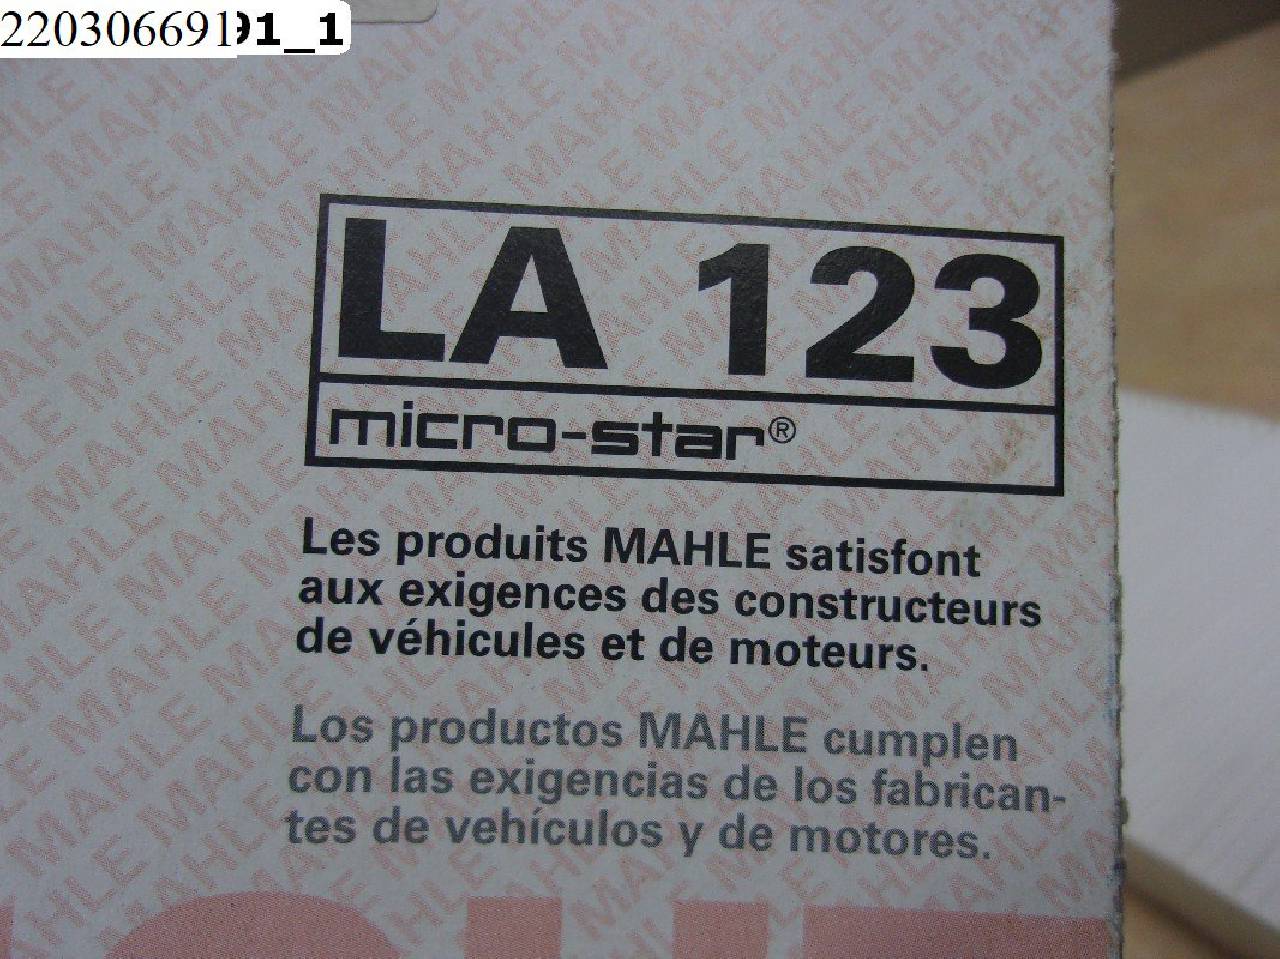 22030669191_1
LA 123
micro-star®
Les produits MAHLE satisfont
aux exigences des constructeurs
de véhicules et de moteurs.
Los productos MAHLE cumplen
con las exigencias de los fabrican-
tes de vehículos y de motores.